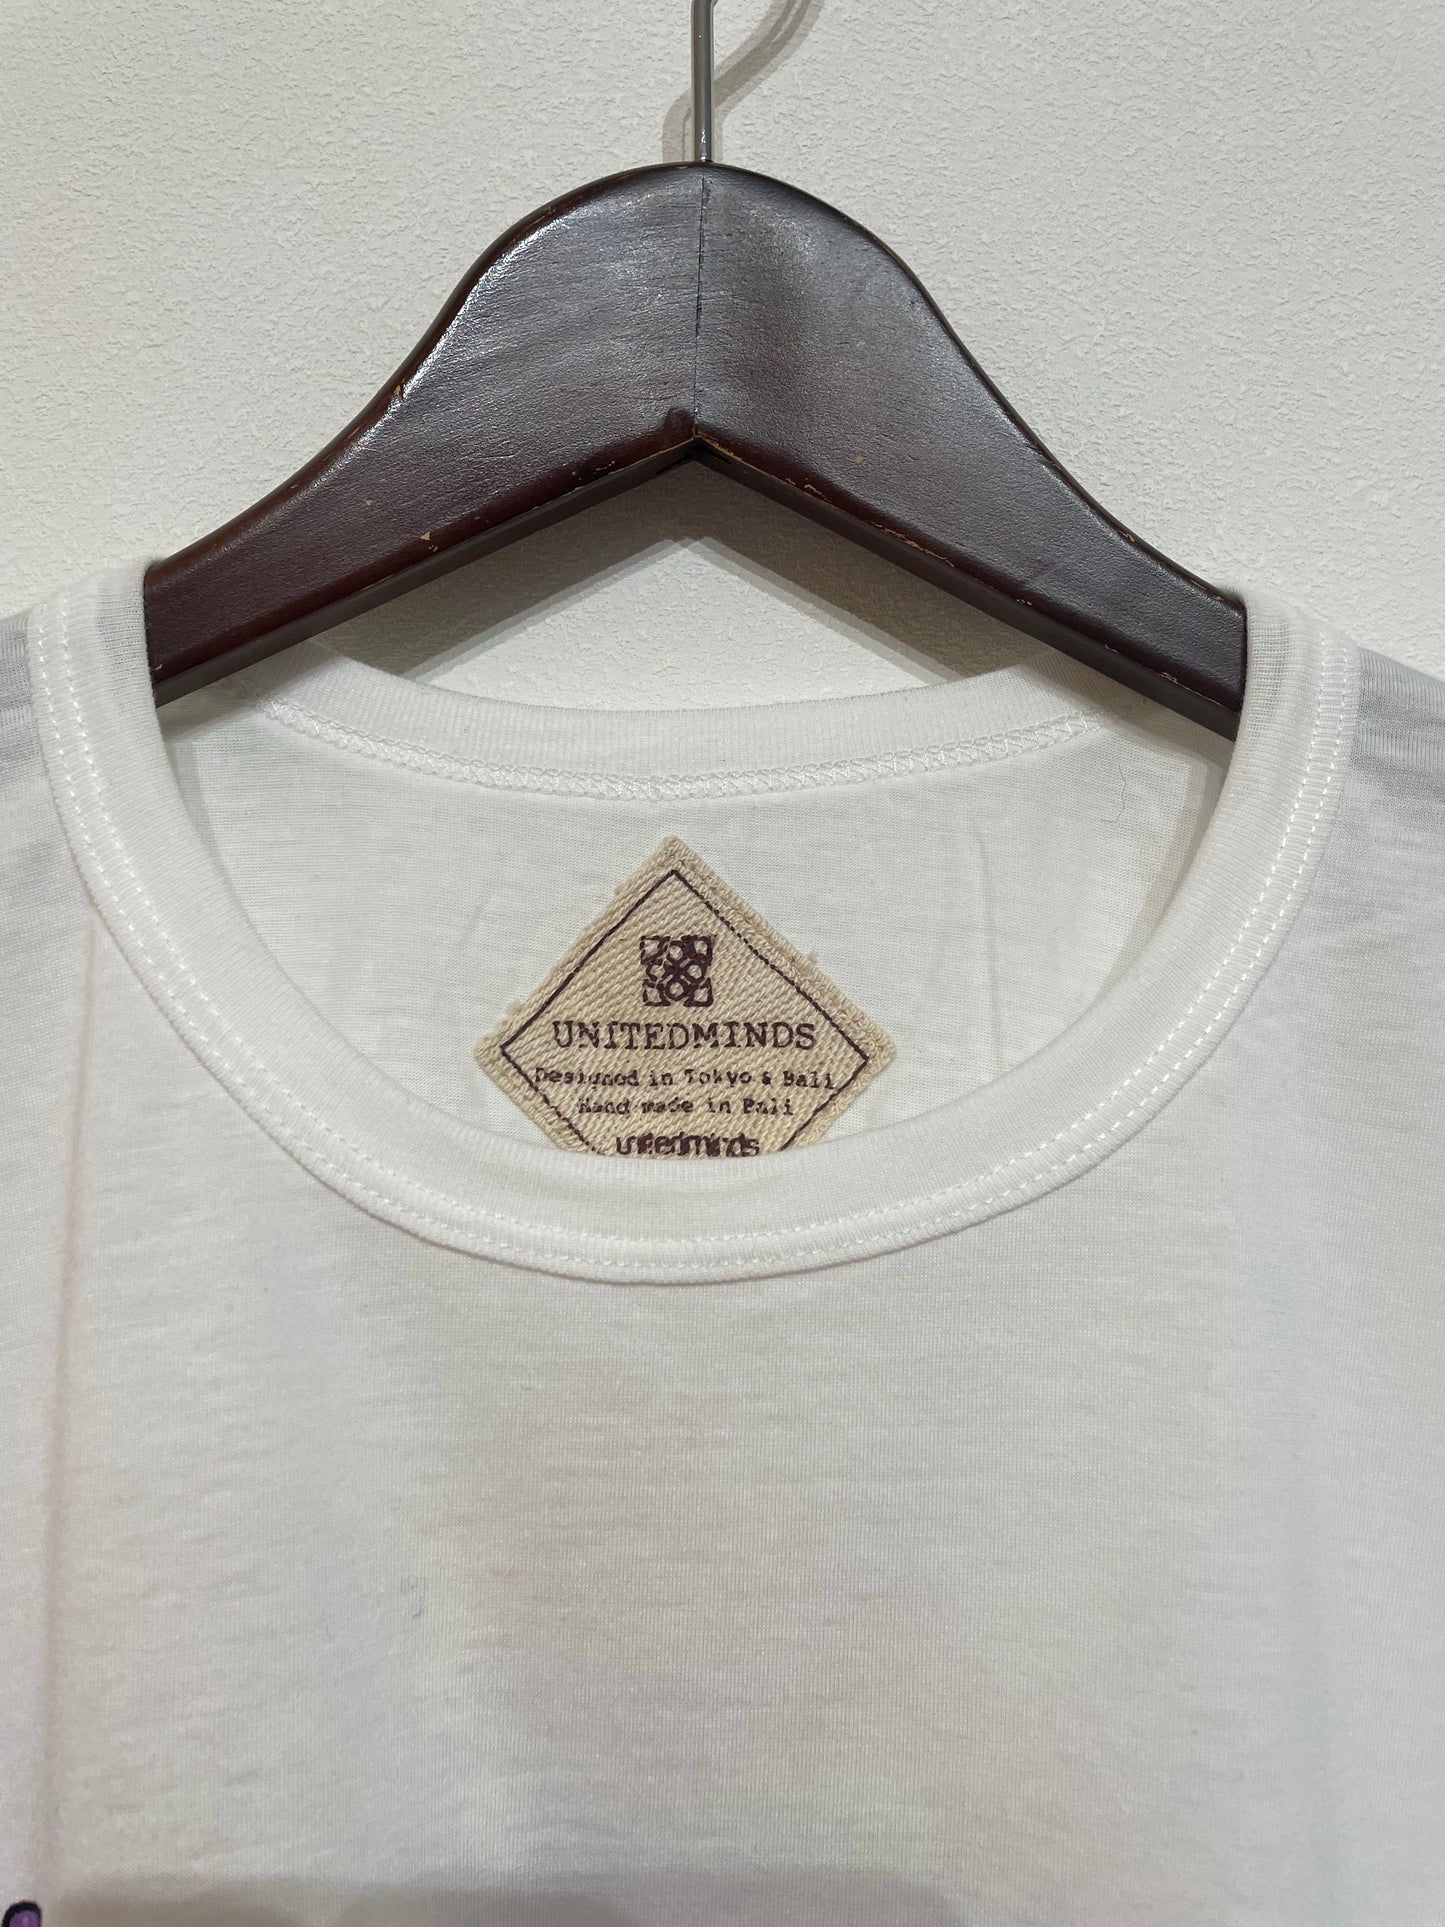 UNITEDMINDS
Designed in Tokyo & Bali
Hand made in Bali
unitedminds